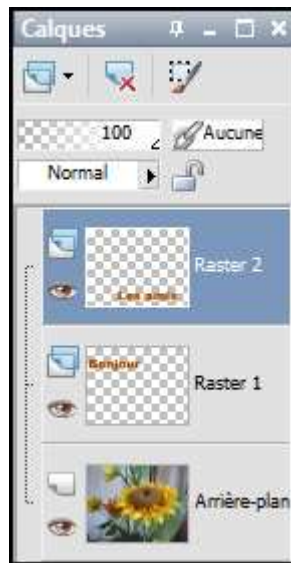 Calques
100
Aucune
Normal
Raster 2
Les amis
Bonjour
Raster 1
Arrière-plan